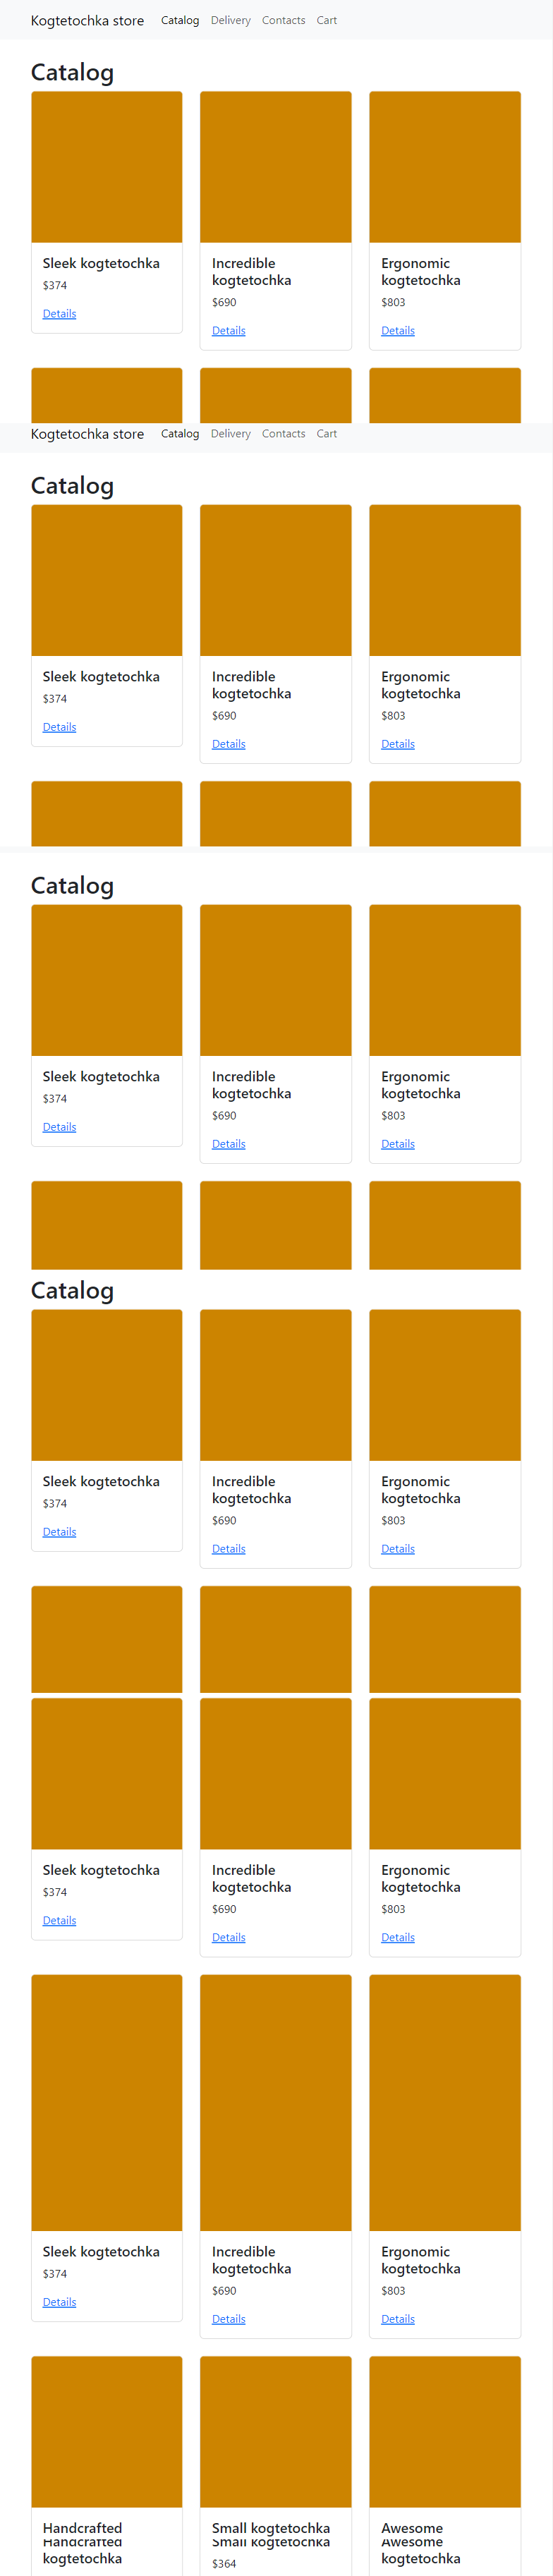 Kogtetochka store Catalog Delivery Contacts Cart
Catalog
Sleek kogtetochka
$374
Details
Incredible
kogtetochka
$690
Details
Ergonomic
kogtetochka
$803
Details
Kogtetochka store Catalog Delivery Contacts Cart
Catalog
Sleek kogtetochka
$374
Details
Incredible
kogtetochka
$690
Details
Ergonomic
kogtetochka
$803
Details
Catalog
Sleek kogtetochka
$374
Details
Incredible
kogtetochka
$690
Details
Ergonomic
kogtetochka
$803
Details
Catalog
Sleek kogtetochka
$374
Details
Incredible
kogtetochka
$690
Details
Ergonomic
kogtetochka
$803
Details
Sleek kogtetochka
$374
Details
Incredible
kogtetochka
$690
Details
Ergonomic
kogtetochka
$803
Details
Sleek kogtetochka
$374
Details
Incredible
kogtetochka
$690
Details
Ergonomic
kogtetochka
$803
Details
Handcrafted
Handcrafted
kogtetochka
Small kogtetochka
Small kogtetochka
$364
Awesome
Awesome
kogtetochka